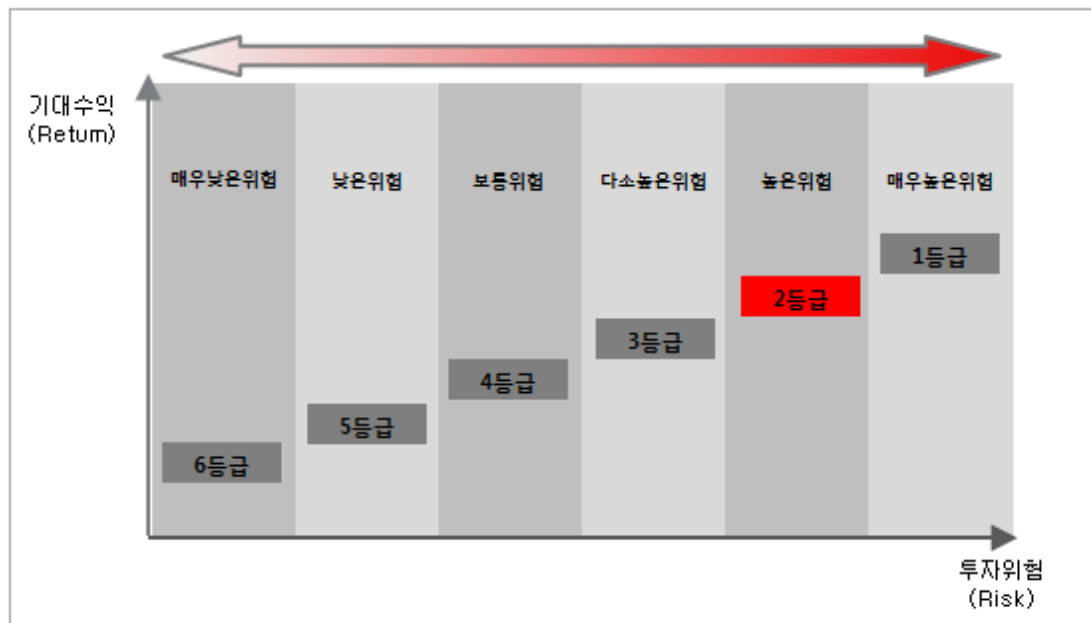 기대수익
(Retum)
매우낮은위험
낮은위험
보통위험
다소높은위험
높은위험
매우높은위험
1등급
2등급
3등급
4등급
5등급
6등급
투자위험
(Risk)